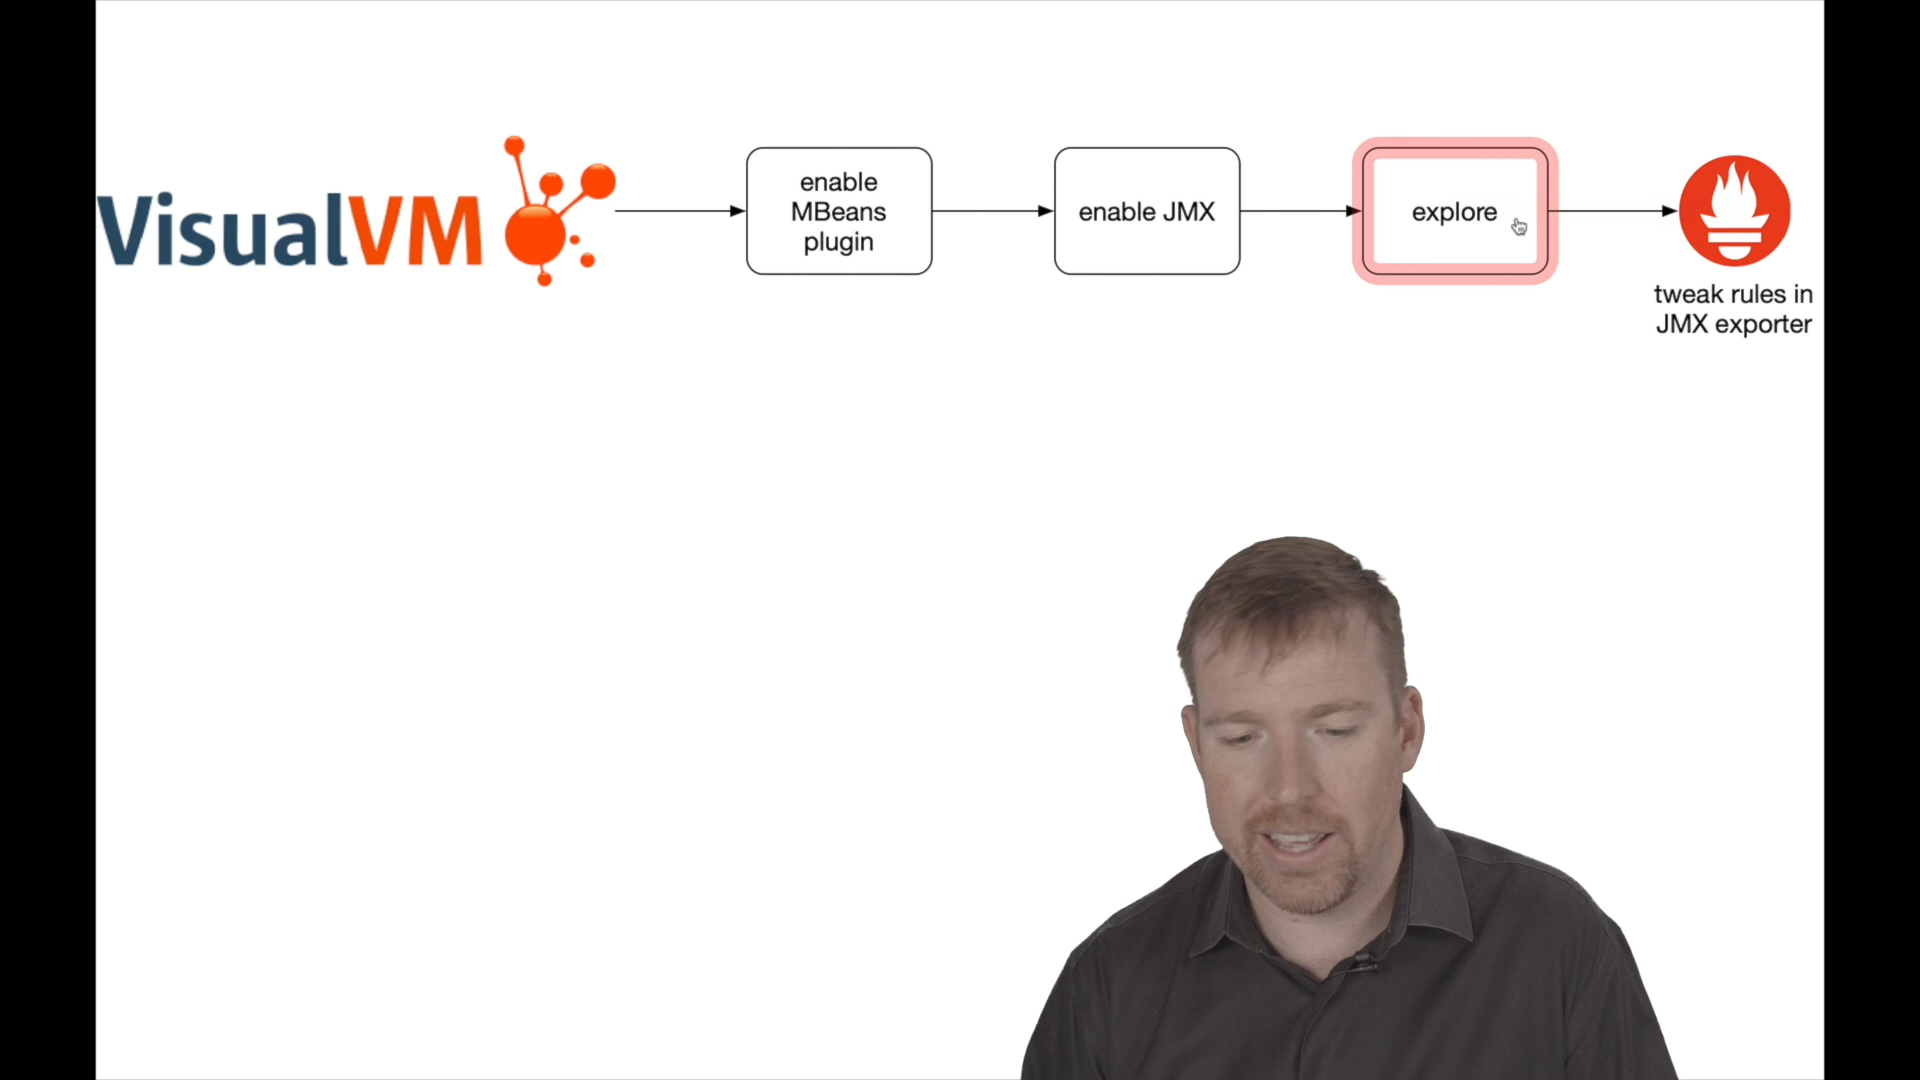 VisualVM
enable
MBeans
plugin
enable JMX
explore
tweak rules in
JMX exporter